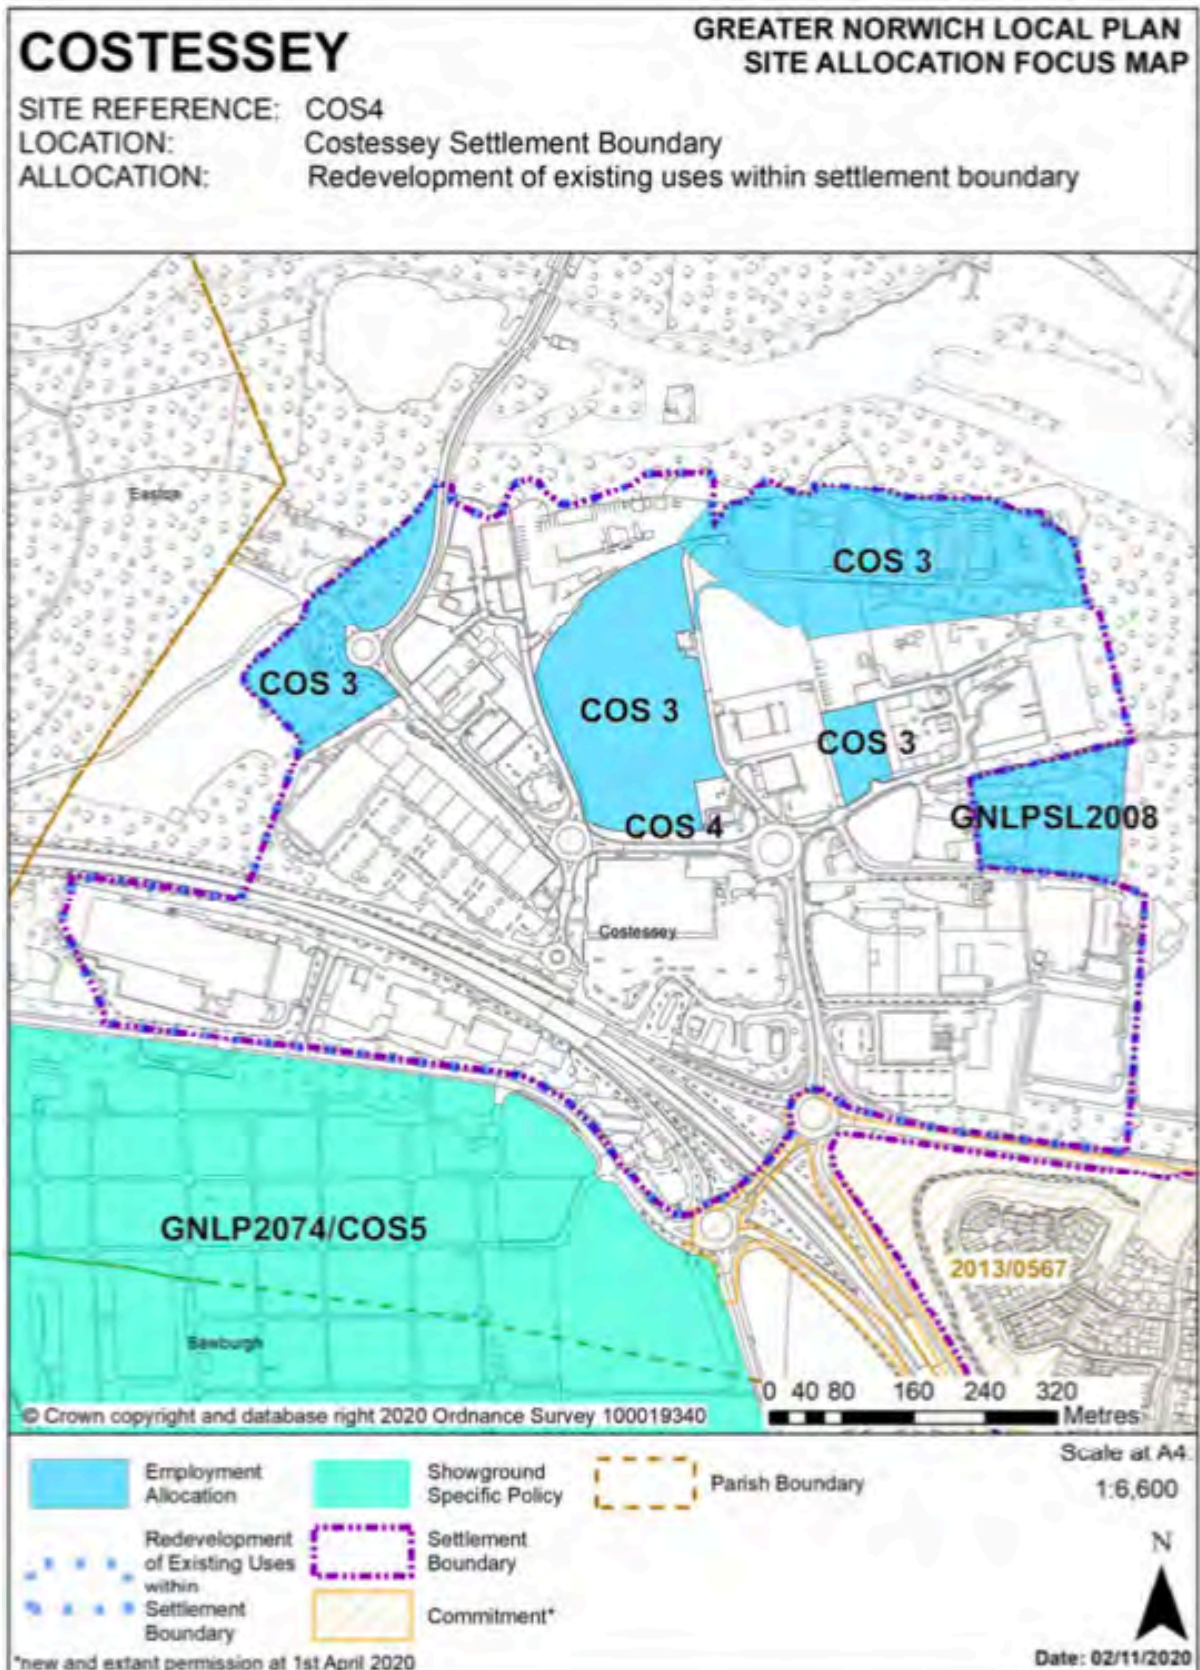 COSTESSEY
GREATER NORWICH LOCAL PLAN
SITE ALLOCATION FOCUS MAP
SITE REFERENCE: COS4
LOCATION: Costessey Settlement Boundary
ALLOCATION: Redevelopment of existing uses within settlement boundary
Easton
COS 3
COS 3
COS 3
COS 3
COS 4
GNLPSL2008
Costessey
GNLP2074/COS5
2013/0567
Bawburgh
0 40 80 160 240 320
Metres
© Crown copyright and database right 2020 Ordnance Survey 100019340
Employment
Allocation
Showground
Specific Policy
Parish Boundary
Scale at A4:
1:6,600
Redevelopment
of Existing Uses
within
Settlement
Boundary
Settlement
Boundary
Commitment*
N
*new and extant permission at 1st April 2020
Date: 02/11/2020